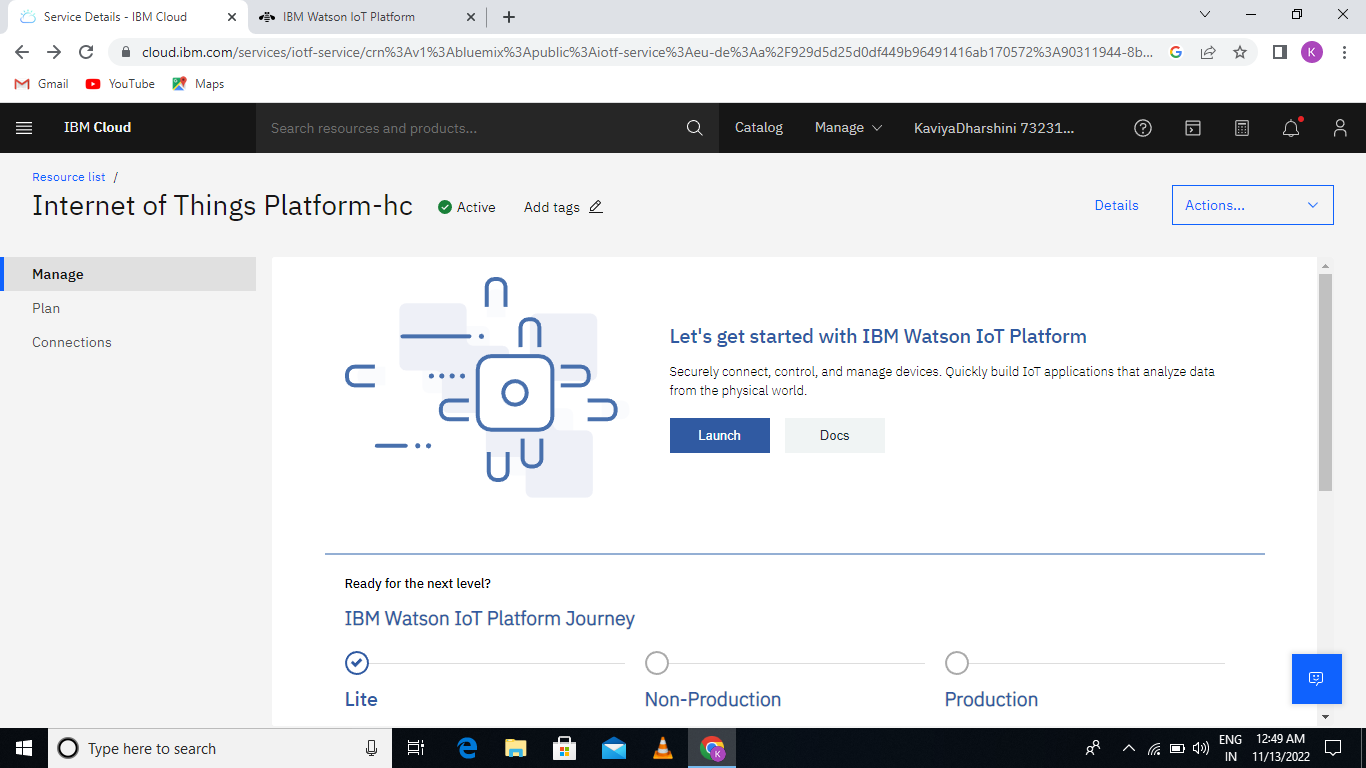 Service Details - IBM Cloud
IBM Watson IoT Platform
cloud.ibm.com/services/iotf-service/crn%3Av1%3Abluemix%3Apublic%3Aiotf-service%3Aeu-de%3Aa%2F929d5d25d0df449b96491416ab170572%3A90311944-8b...
K
Gmail
YouTube
Maps
IBM Cloud
Search resources and products...
Catalog
Manage
KaviyaDharshini 73231...
Resource list /
Internet of Things Platform-hc
Active
Add tags
Details
Actions...
Manage
Plan
Connections
Let's get started with IBM Watson IoT Platform
Securely connect, control, and manage devices. Quickly build IoT applications that analyze data
from the physical world.
Launch
Docs
Ready for the next level?
IBM Watson IoT Platform Journey
Lite
Non-Production
Production
Type here to search
K
ENG
IN
12:49 AM
11/13/2022